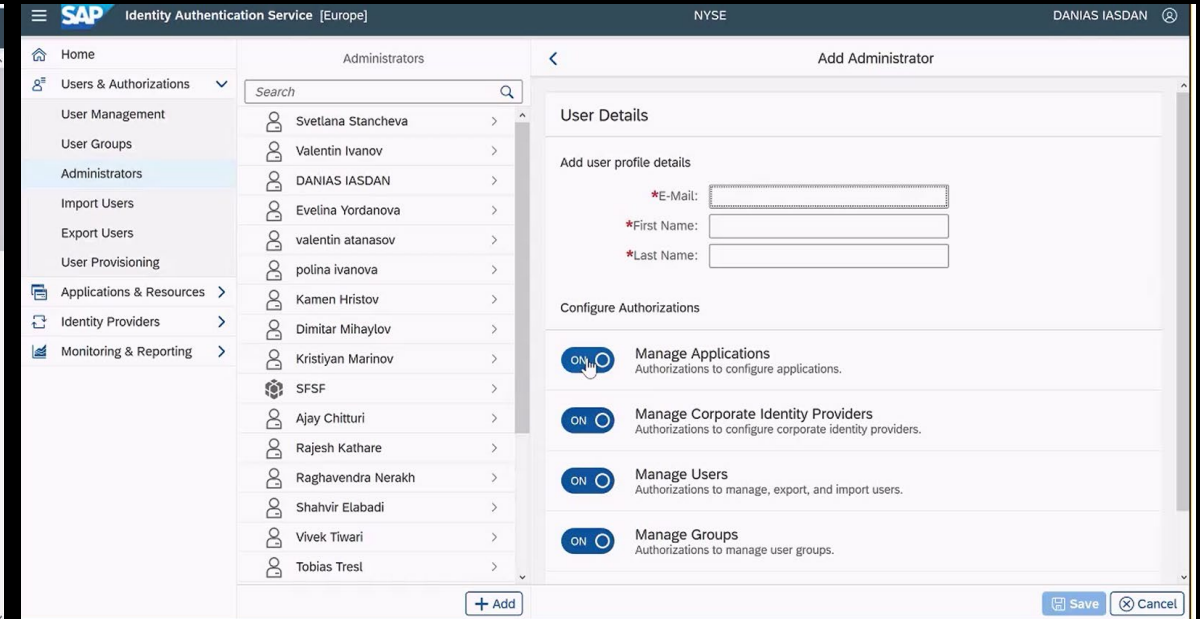 SAP Identity Authentication Service [Europe] NYSE DANIAS IASDAN
Home
Users & Authorizations
User Management
User Groups
Administrators
Import Users
Export Users
User Provisioning
Applications & Resources
Identity Providers
Monitoring & Reporting
Administrators
Search
Svetlana Stancheva
Valentin Ivanov
DANIAS IASDAN
Evelina Yordanova
valentin atanasov
polina ivanova
Kamen Hristov
Dimitar Mihaylov
Kristiyan Marinov
SFSF
Ajay Chitturi
Rajesh Kathare
Raghavendra Nerakh
Shahvir Elabadi
Vivek Tiwari
Tobias Tresl
+ Add
Add Administrator
User Details
Add user profile details
*E-Mail:
*First Name:
*Last Name:
Configure Authorizations
ON Manage Applications
Authorizations to configure applications.
ON Manage Corporate Identity Providers
Authorizations to configure corporate identity providers.
ON Manage Users
Authorizations to manage, export, and import users.
ON Manage Groups
Authorizations to manage user groups.
Save Cancel